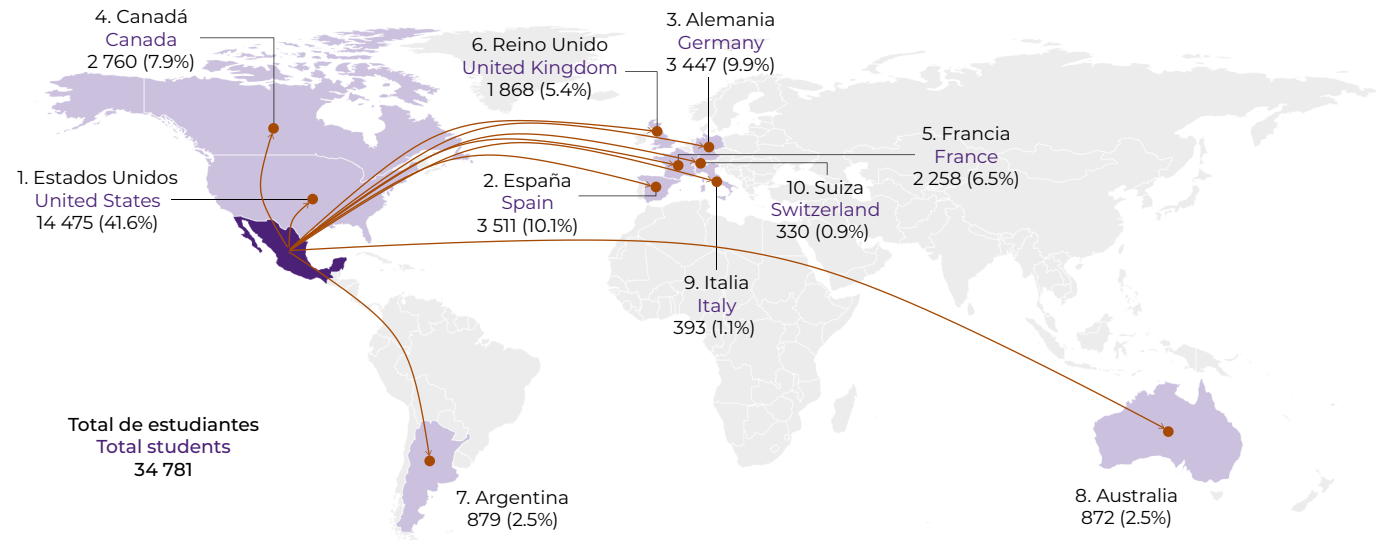 4. Canadá
Canada
2 760 (7.9%)
6. Reino Unido
United Kingdom
1 868 (5.4%)
3. Alemania
Germany
3 447 (9.9%)
5. Francia
France
2 258 (6.5%)
1. Estados Unidos
United States
14 475 (41.6%)
2. España
Spain
3 511 (10.1%)
10. Suiza
Switzerland
330 (0.9%)
9. Italia
Italy
393 (1.1%)
Total de estudiantes
Total students
34 781
7. Argentina
879 (2.5%)
8. Australia
872 (2.5%)